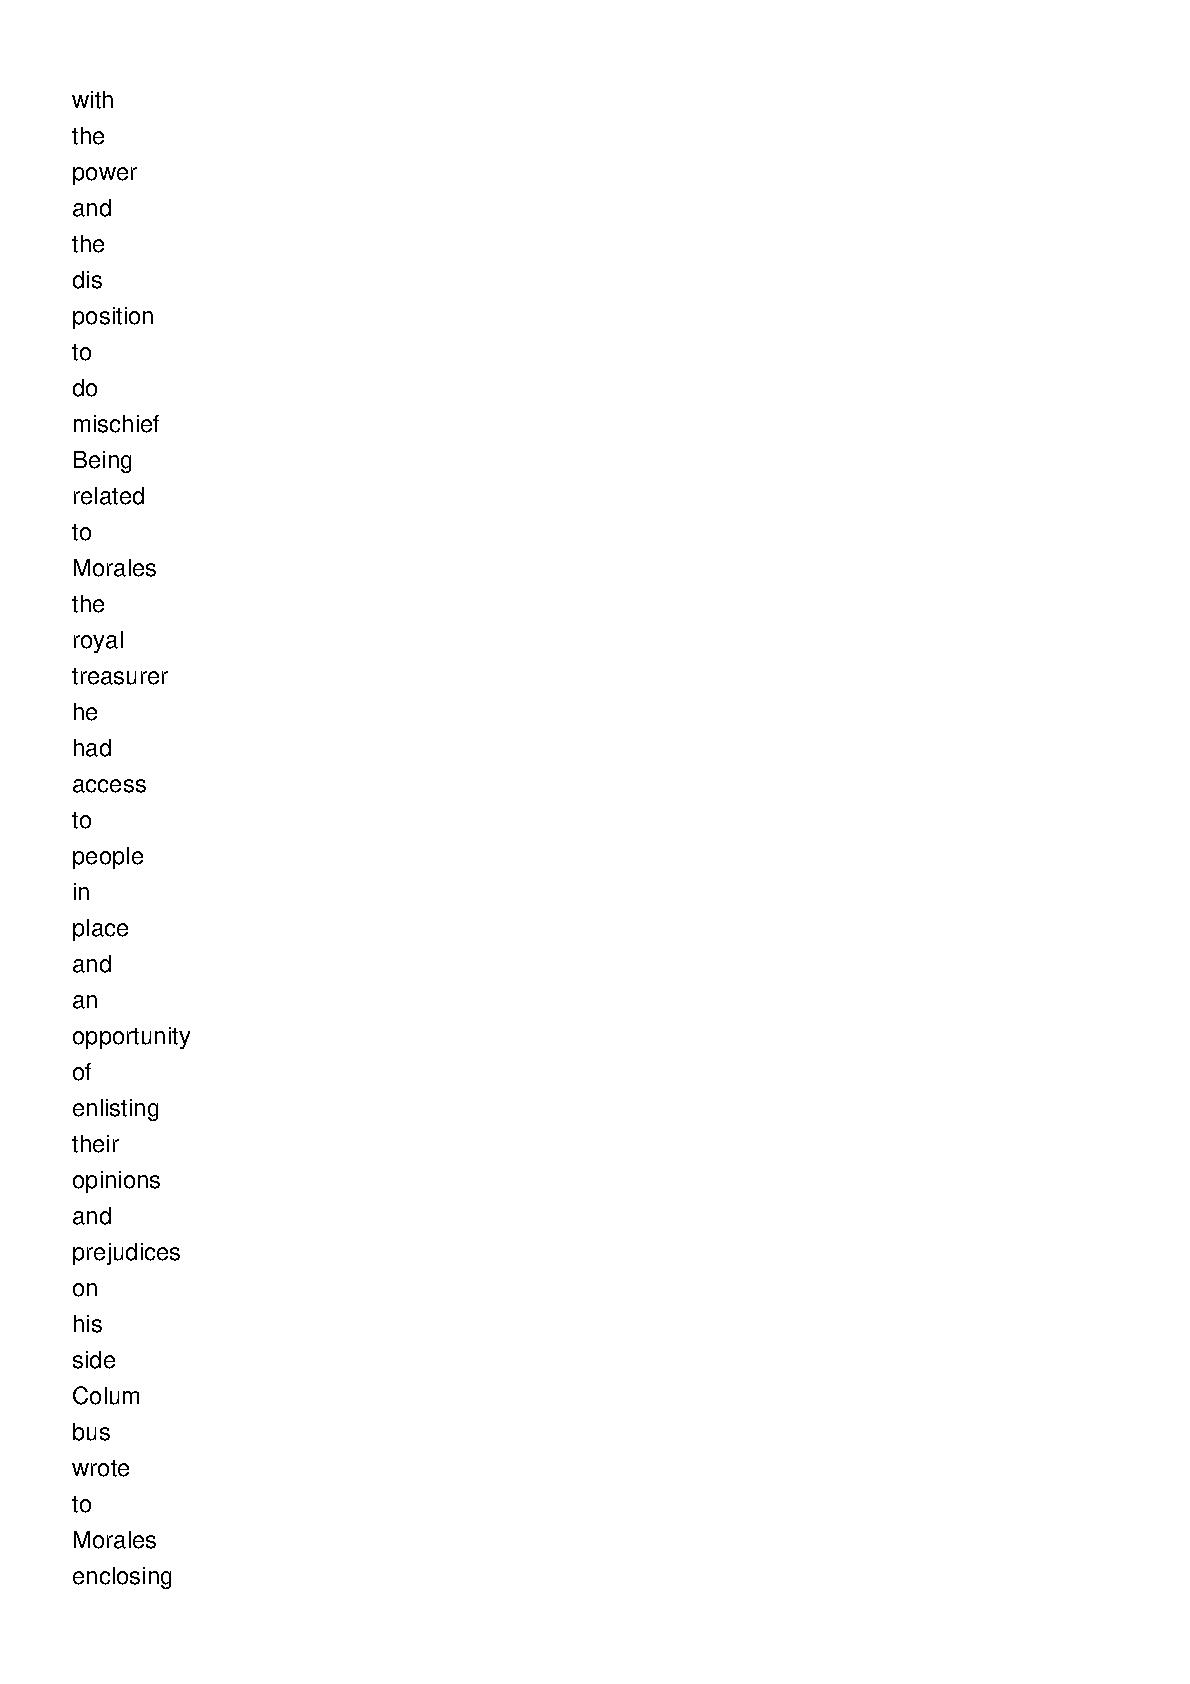 with
the
power
and
the
dis
position
to
do
mischief
Being
related
to
Morales
the
royal
treasurer
he
had
access
to
people
in
place
and
an
opportunity
of
enlisting
their
opinions
and
prejudices
on
his
side
Colum
bus
wrote
to
Morales
enclosing